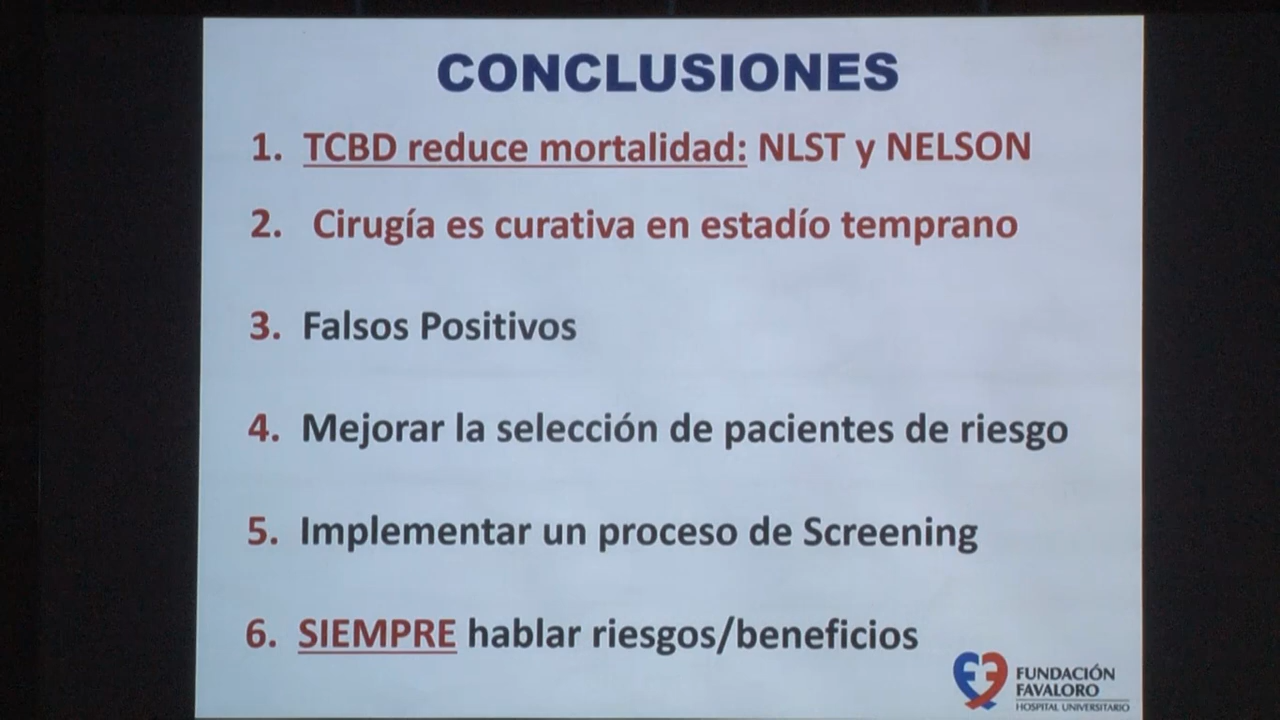 CONCLUSIONES
1. TCBD reduce mortalidad: NLST y NELSON
2. Cirugía es curativa en estadío temprano
3. Falsos Positivos
4. Mejorar la selección de pacientes de riesgo
5. Implementar un proceso de Screening
6. SIEMPRE hablar riesgos/beneficios
FUNDACIÓN
FAVALORO
HOSPITAL UNIVERSITARIO